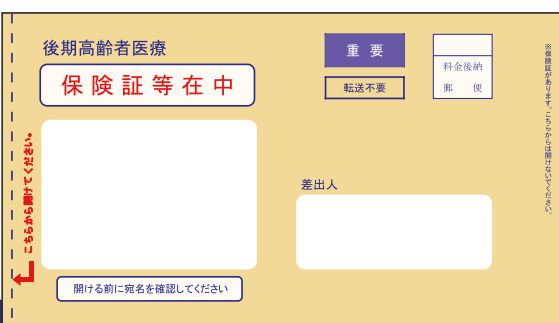 後期高齢者医療
保険証等在中
重要
転送不要
料金後納
郵便
※保険証があります。こちらからは開けないでください。
こちらから開けてください。
差出人
開ける前に宛名を確認してください